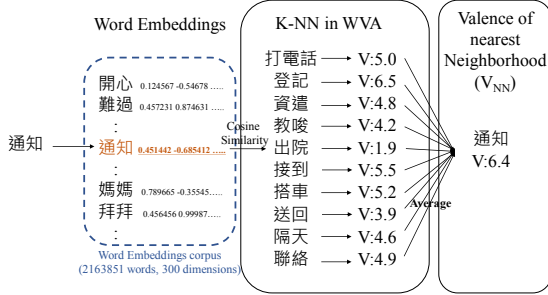 Word Embeddings
開心 0.124567 -0.54678 .....
難過 0.457231 0.874631 .....
:
通知
通知 0.451442 -0.685412 .....
:
媽媽 0.789665 -0.35545.....
拜拜 0.456456 0.99987.....
:
Word Embeddings corpus
(2163851 words, 300 dimensions)
Cosine
Similarity
K-NN in WVA
打電話 V:5.0
登記 V:6.5
資遣 V:4.8
教唆 V:4.2
出院 V:1.9
接到 V:5.5
搭車 V:5.2
送回 V:3.9
隔天 V:4.6
聯絡 V:4.9
Average
Valence of
nearest
Neighborhood
(V_NN)
通知
V:6.4